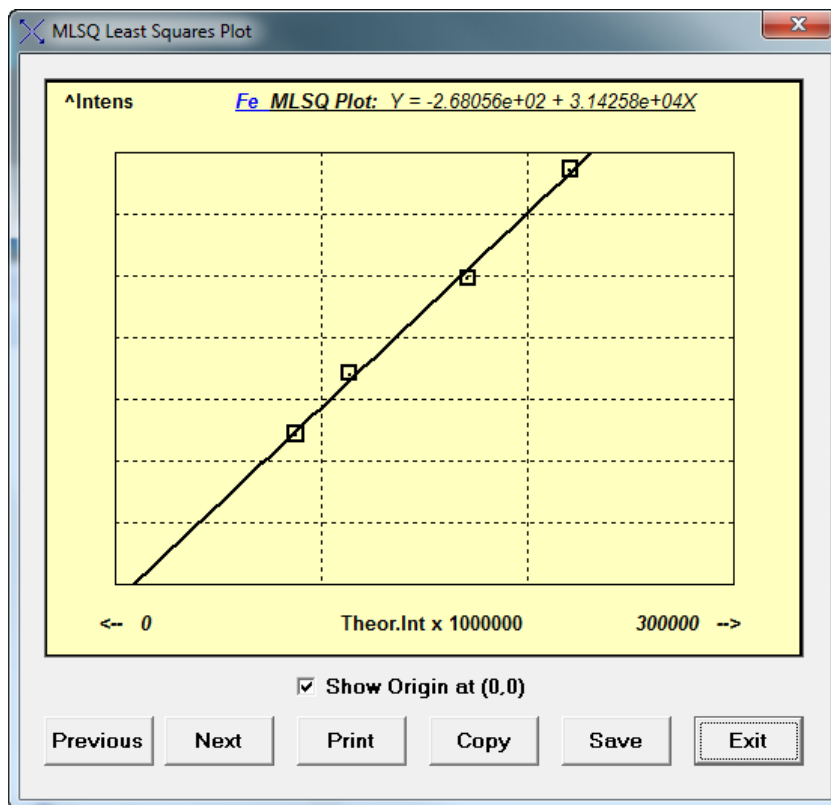 MLSQ Least Squares Plot
^Intens Fe MLSQ Plot: Y = -2.68056e+02 + 3.14258e+04X
<-- 0 Theor.Int x 1000000 300000 -->
Show Origin at (0,0)
Previous Next Print Copy Save Exit